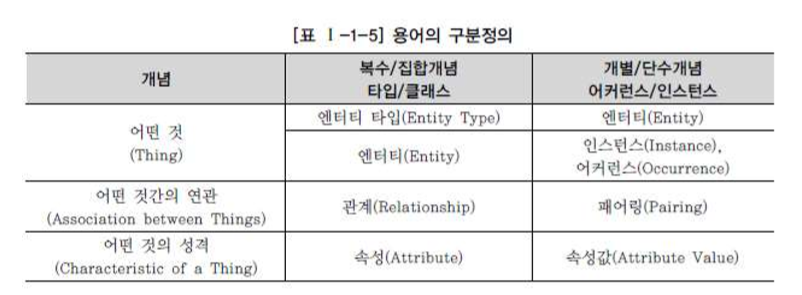 [표 Ⅰ-1-5] 용어의 구분정의
개념
복수/집합개념
타입/클래스
개별/단수개념
어커런스/인스턴스
어떤 것
(Thing)
엔터티 타입(Entity Type)
엔터티(Entity)
엔터티(Entity)
인스턴스(Instance),
어커런스(Occurrence)
어떤 것간의 연관
(Association between Things)
관계(Relationship)
패어링(Pairing)
어떤 것의 성격
(Characteristic of a Thing)
속성(Attribute)
속성값(Attribute Value)